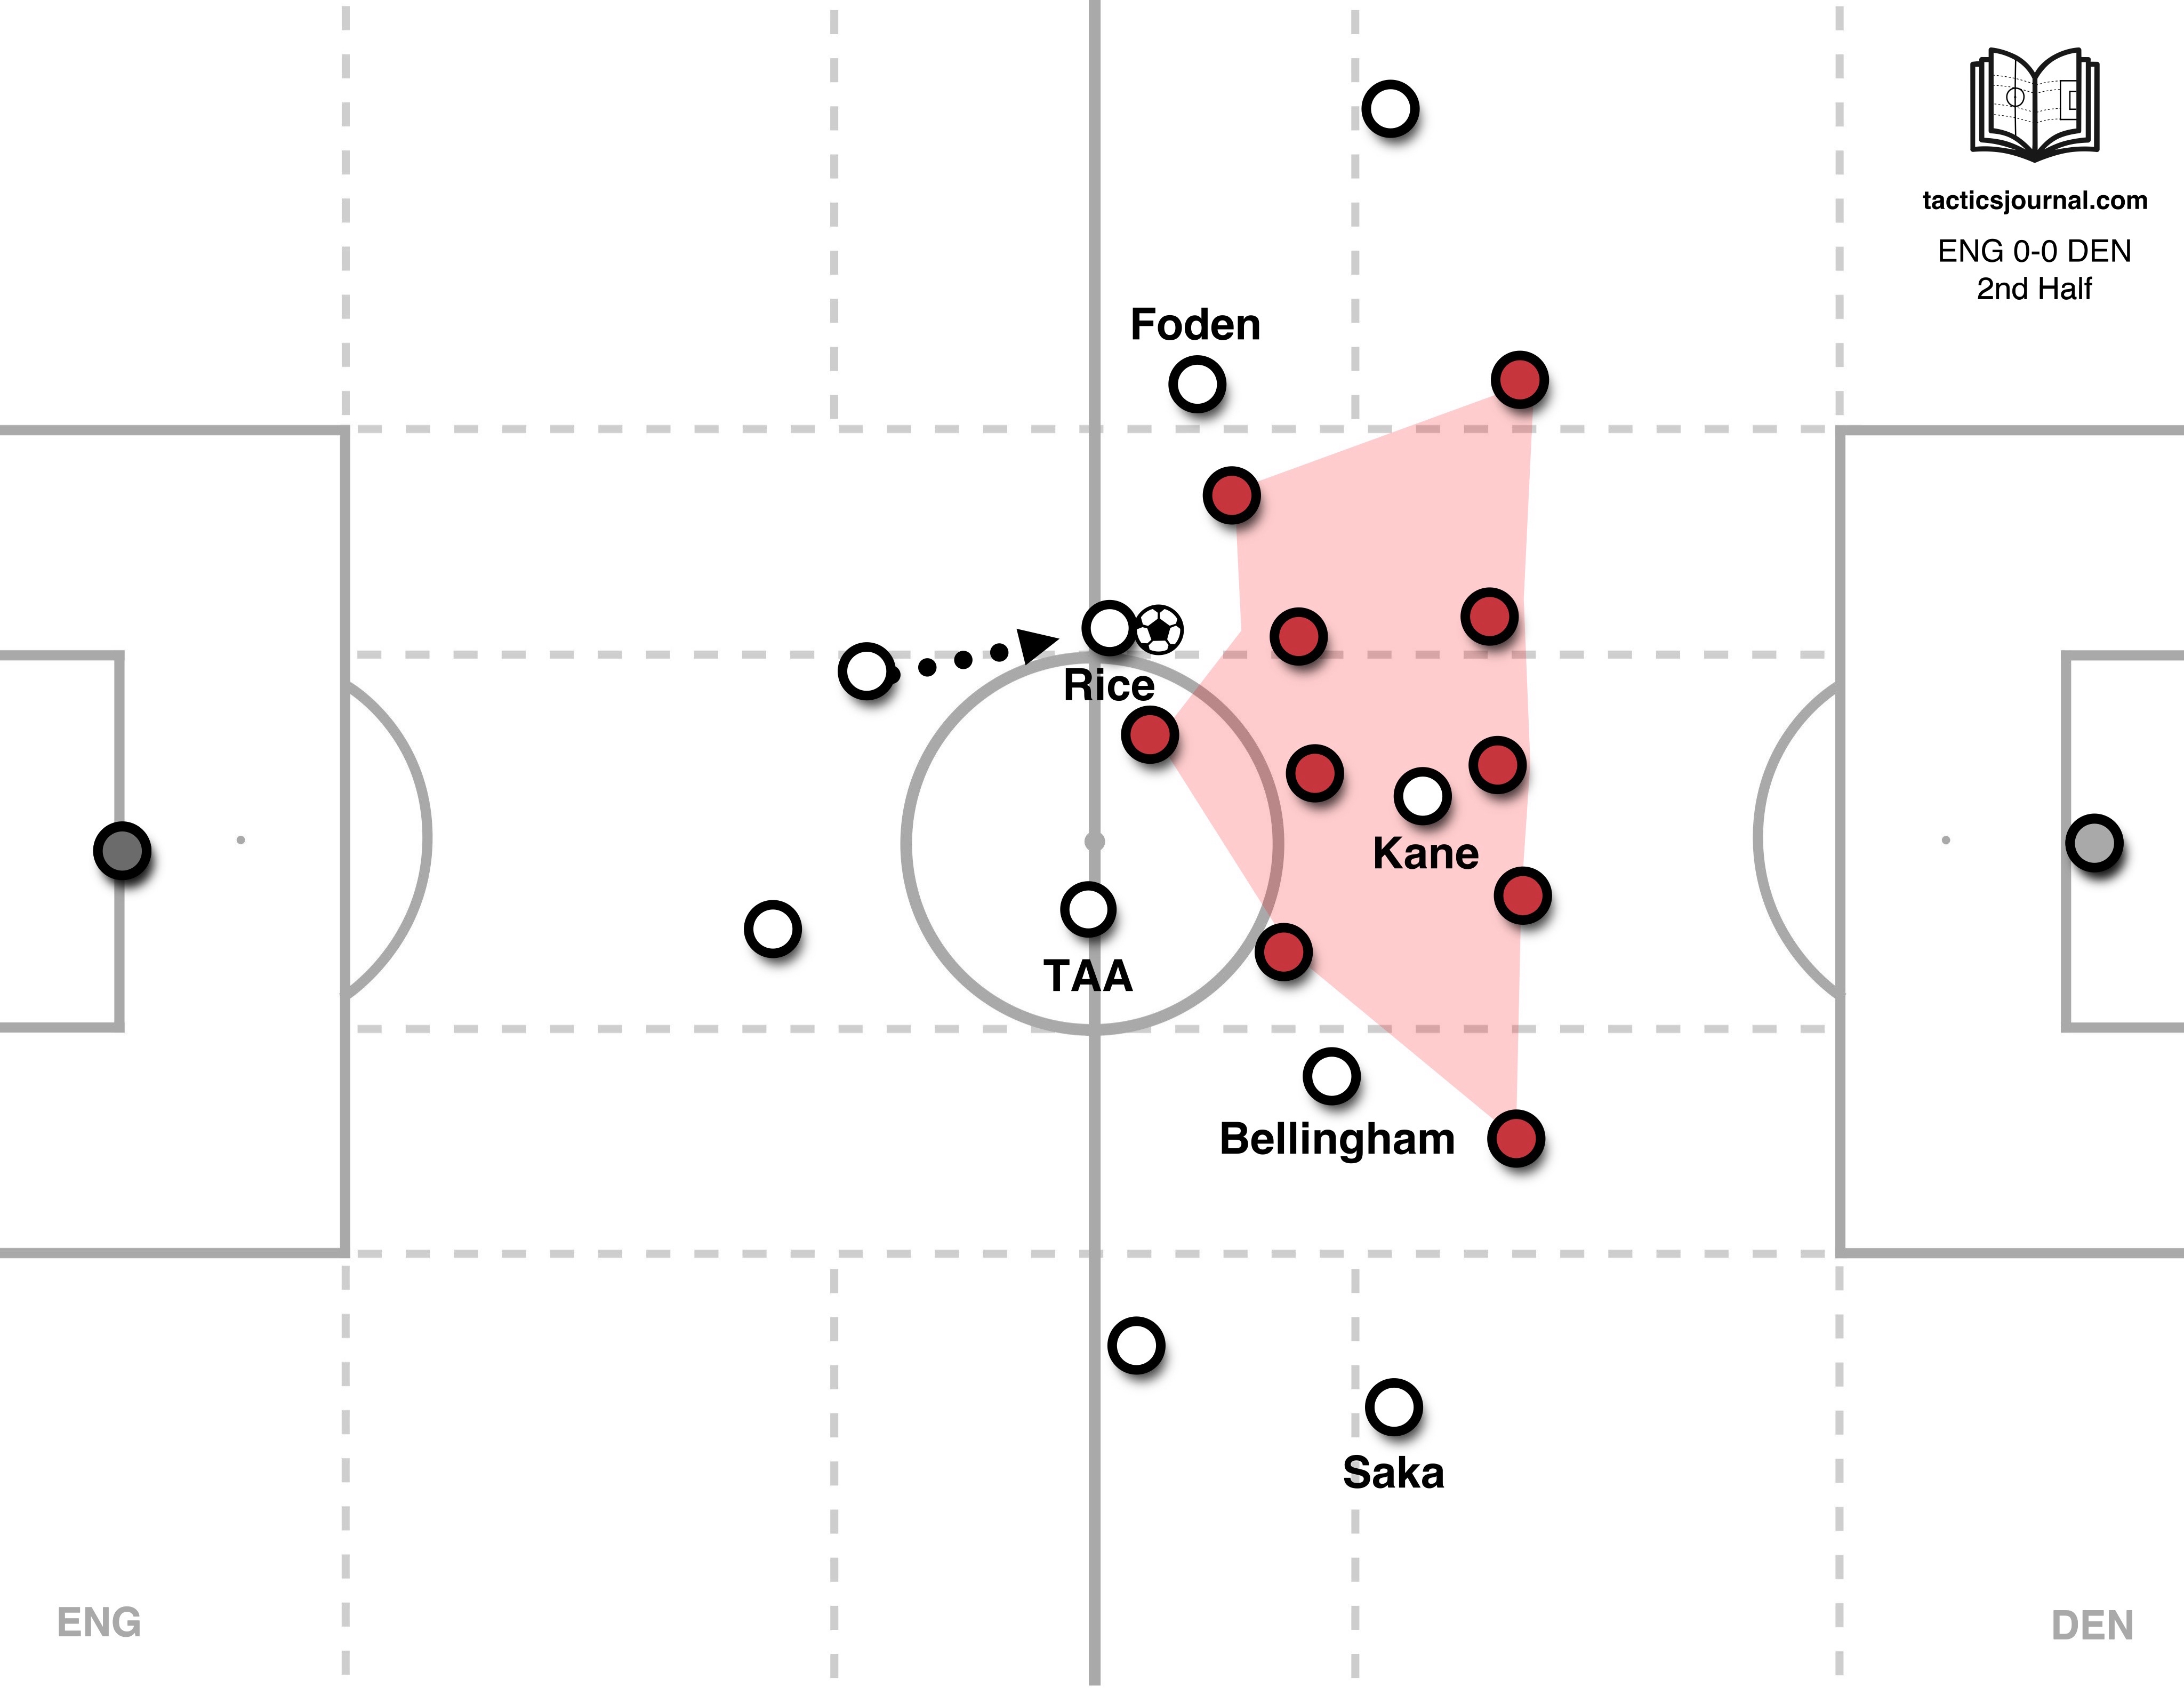 tacticsjournal.com
ENG 0-0 DEN
2nd Half
Foden
Rice
Kane
TAA
Bellingham
Saka
ENG
DEN